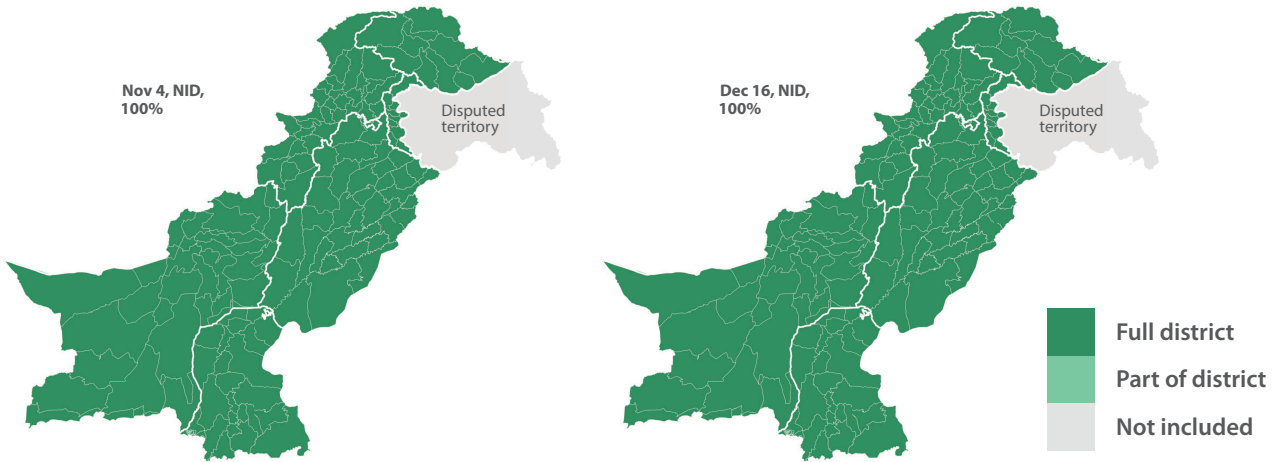 Nov 4, NID,
100%
Disputed
territory
Dec 16, NID,
100%
Disputed
territory
Full district
Part of district
Not included